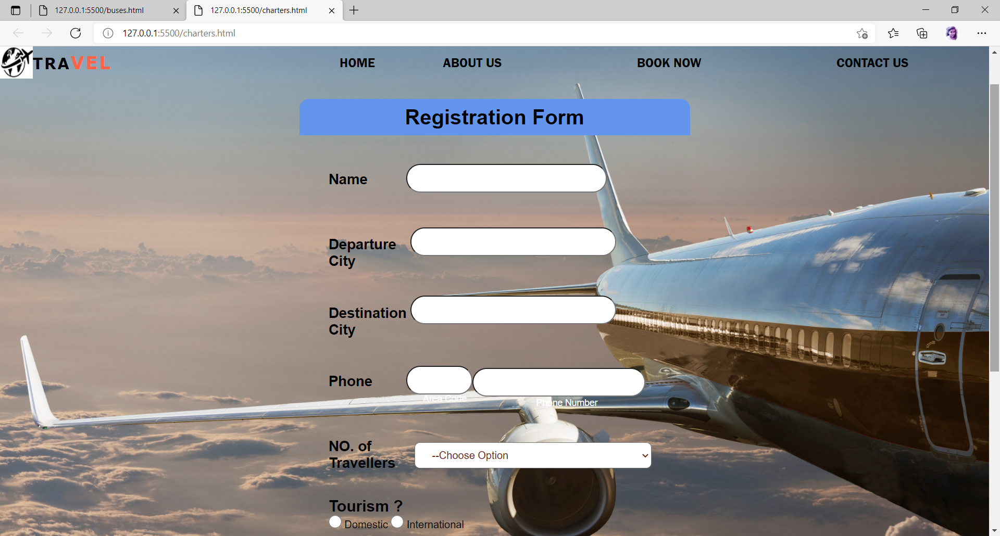 127.0.0.1:5500/buses.html
127.0.0.1:5500/charters.html
127.0.0.1:5500/charters.html
TRAVEL
HOME
ABOUT US
BOOK NOW
CONTACT US
Registration Form
Name
Departure
City
Destination
City
Phone
Area Code
Phone Number
NO. of
Travellers
--Choose Option
Tourism ?
Domestic
International